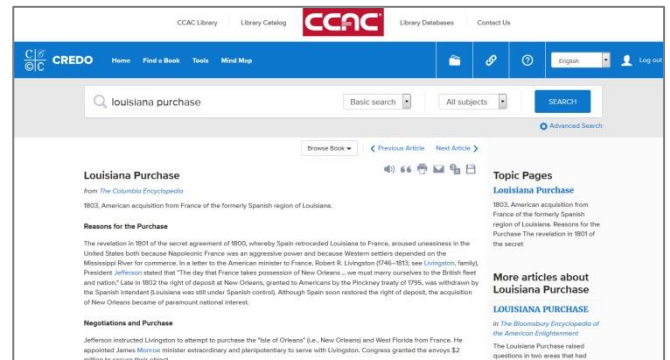 CCAC Library Library Catalog CCAC Library Databases Contact Us
CREDO Home Find a Book Tools Mind Map English Log out
louisiana purchase Basic search All subjects SEARCH
Advanced Search
Browse Book Previous Article Next Article
Louisiana Purchase
from The Columbia Encyclopedia
1803, American acquisition from France of the formerly Spanish region of Louisiana.
Reasons for the Purchase
The revelation in 1801 of the secret agreement of 1800, whereby Spain retroceded Louisiana to France, aroused uneasiness in the
United States both because Napoleonic France was an aggressive power and because Western settlers depended on the
Mississippi River for commerce. In a letter to the American minister to France, Robert R. Livingston (1746–1813; see Livingston, family),
President Jefferson stated that "The day that France takes possession of New Orleans ... we must marry ourselves to the British fleet
and nation." Late in 1802 the right of deposit at New Orleans, granted to Americans by the Pinckney treaty of 1795, was withdrawn by
the Spanish intendent (Louisiana was still under Spanish control). Although Spain soon restored the right of deposit, the acquisition
of New Orleans became of paramount national interest.
Negotiations and Purchase
Jefferson instructed Livingston to attempt to purchase the "Isle of Orleans" (i.e., New Orleans) and West Florida from France. He
appointed James Monroe minister extraordinary and plenipotentiary to serve with Livingston. Congress granted the envoys $2
million to secure their object.
Topic Pages
Louisiana Purchase
1803, American acquisition from
France of the formerly Spanish
region of Louisiana. Reasons for the
Purchase The revelation in 1801 of
the secret
More articles about
Louisiana Purchase
LOUISIANA PURCHASE
in The Bloomsbury Encyclopedia of
the American Enlightenment
The Louisiana Purchase raised
questions in two areas that had